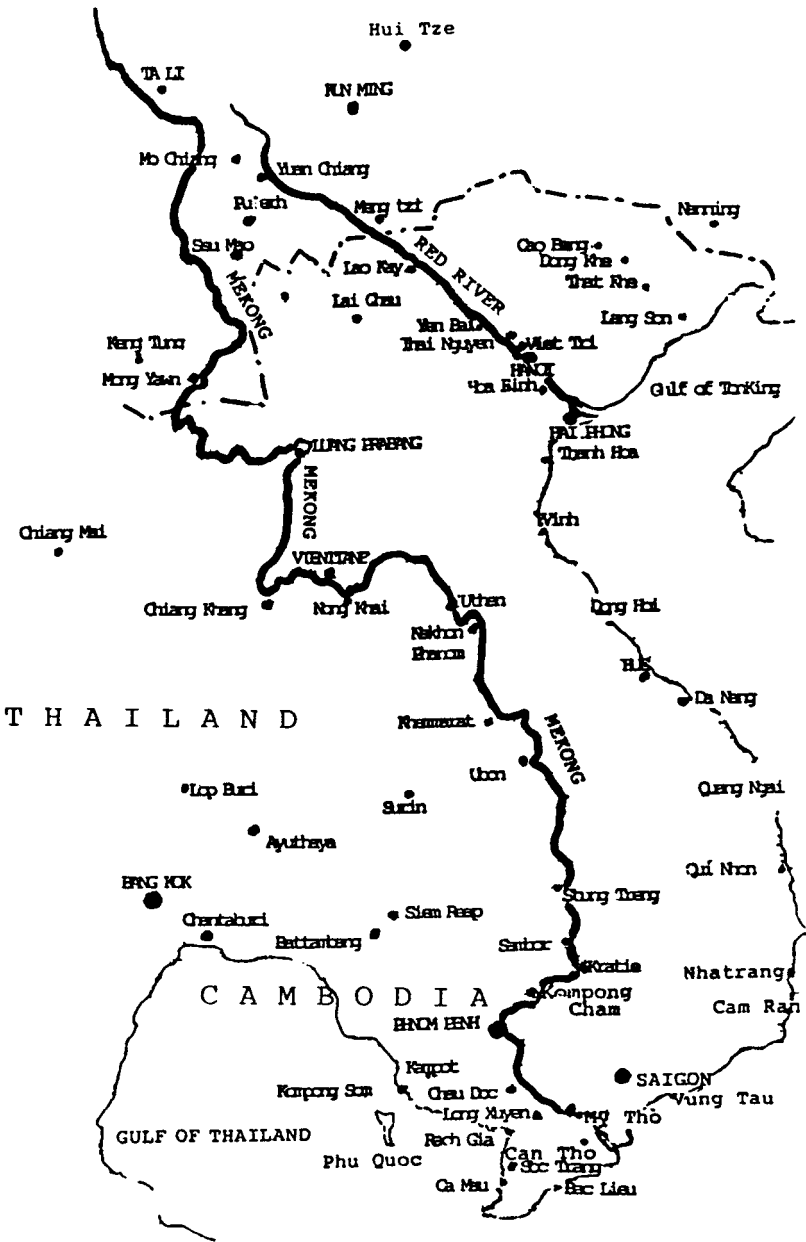 Hui Tze
TA LI
KUN MING
Mo Chiang
Yuan Chiang
Meng tzi
Nanning
Ssu Mao
RED RIVER
Cao Bang
Dong Khe
Lao Kay
That Khe
MEKONG
Lai Chau
Lang Son
Yen Bai
Keng Tung
Thai Nguyen
Viet Tri
HANOI
Mong Yawn
Hoa Binh
Gulf of TonKing
HAI PHONG
LUANG PRABANG
Thanh Hoa
MEKONG
Vinh
Chiang Mai
VIENTIANE
Chiang Khang
Nong Khai
Uthen
Dong Hoi
Nakhon
Phanom
HUE
Da Nang
THAILAND
Khemmarat
MEKONG
Ubon
Lop Buri
Surin
Quang Ngai
Ayuthaya
Qui Nhon
BANG KOK
Stung Treng
Siem Reap
Chantaburi
Battambang
Sambor
Kratie
Nhatrang
CAMBODIA
Kompong
Cham
Cam Ran
PHNOM PENH
Kampot
SAIGON
Kompong Som
Chau Doc
Vung Tau
Long Xuyen
My Tho
GULF OF THAILAND
Rach Gia
Can Tho
Phu Quoc
Soc Trang
Ca Mau
Bac Lieu